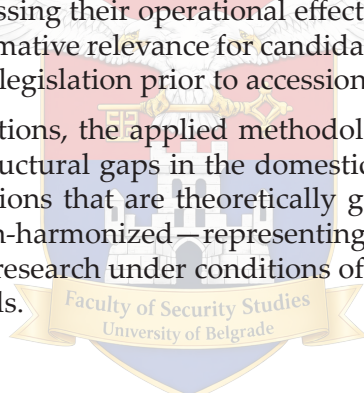 ssing their operational effect
mative relevance for candida
legislation prior to accession
tions, the applied methodol
uctural gaps in the domestic
ions that are theoretically g
n-harmonized—representing
research under conditions of
ls.
Faculty of Security Studies
University of Belgrade